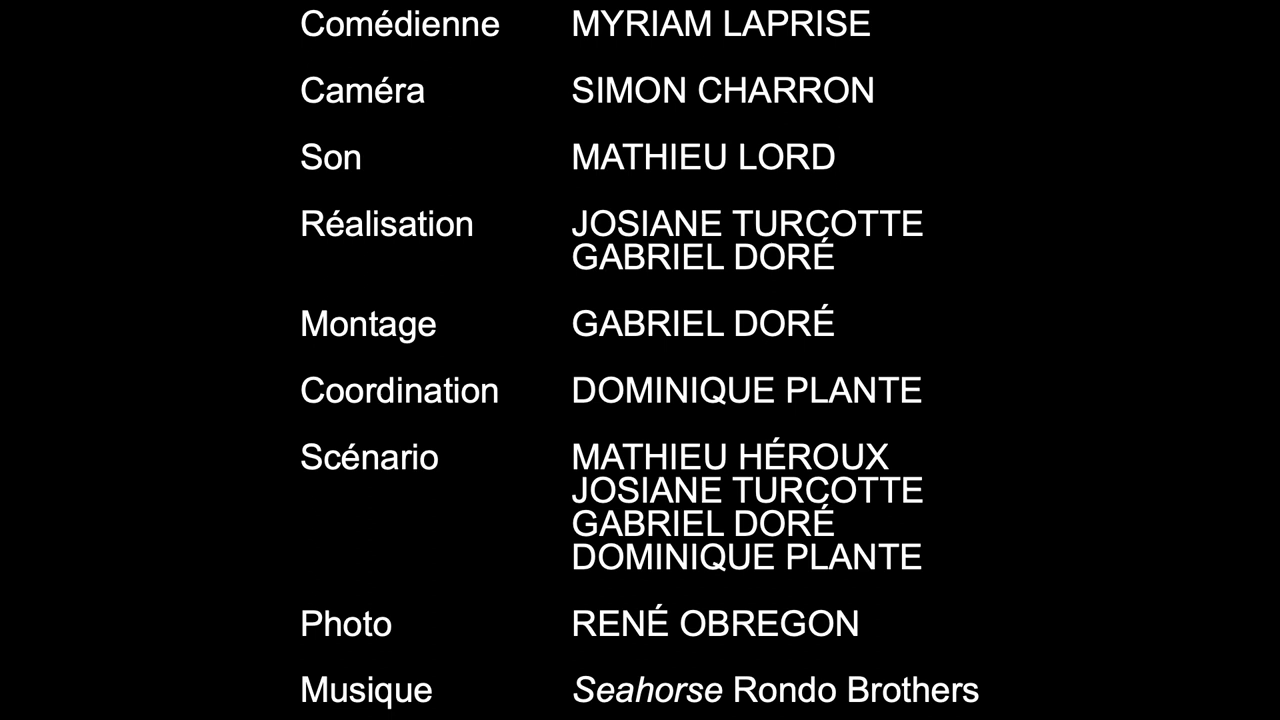 Comédienne MYRIAM LAPRISE
Caméra SIMON CHARRON
Son MATHIEU LORD
Réalisation JOSIANE TURCOTTE
GABRIEL DORÉ
Montage GABRIEL DORÉ
Coordination DOMINIQUE PLANTE
Scénario MATHIEU HÉROUX
JOSIANE TURCOTTE
GABRIEL DORÉ
DOMINIQUE PLANTE
Photo RENÉ OBREGON
Musique Seahorse Rondo Brothers